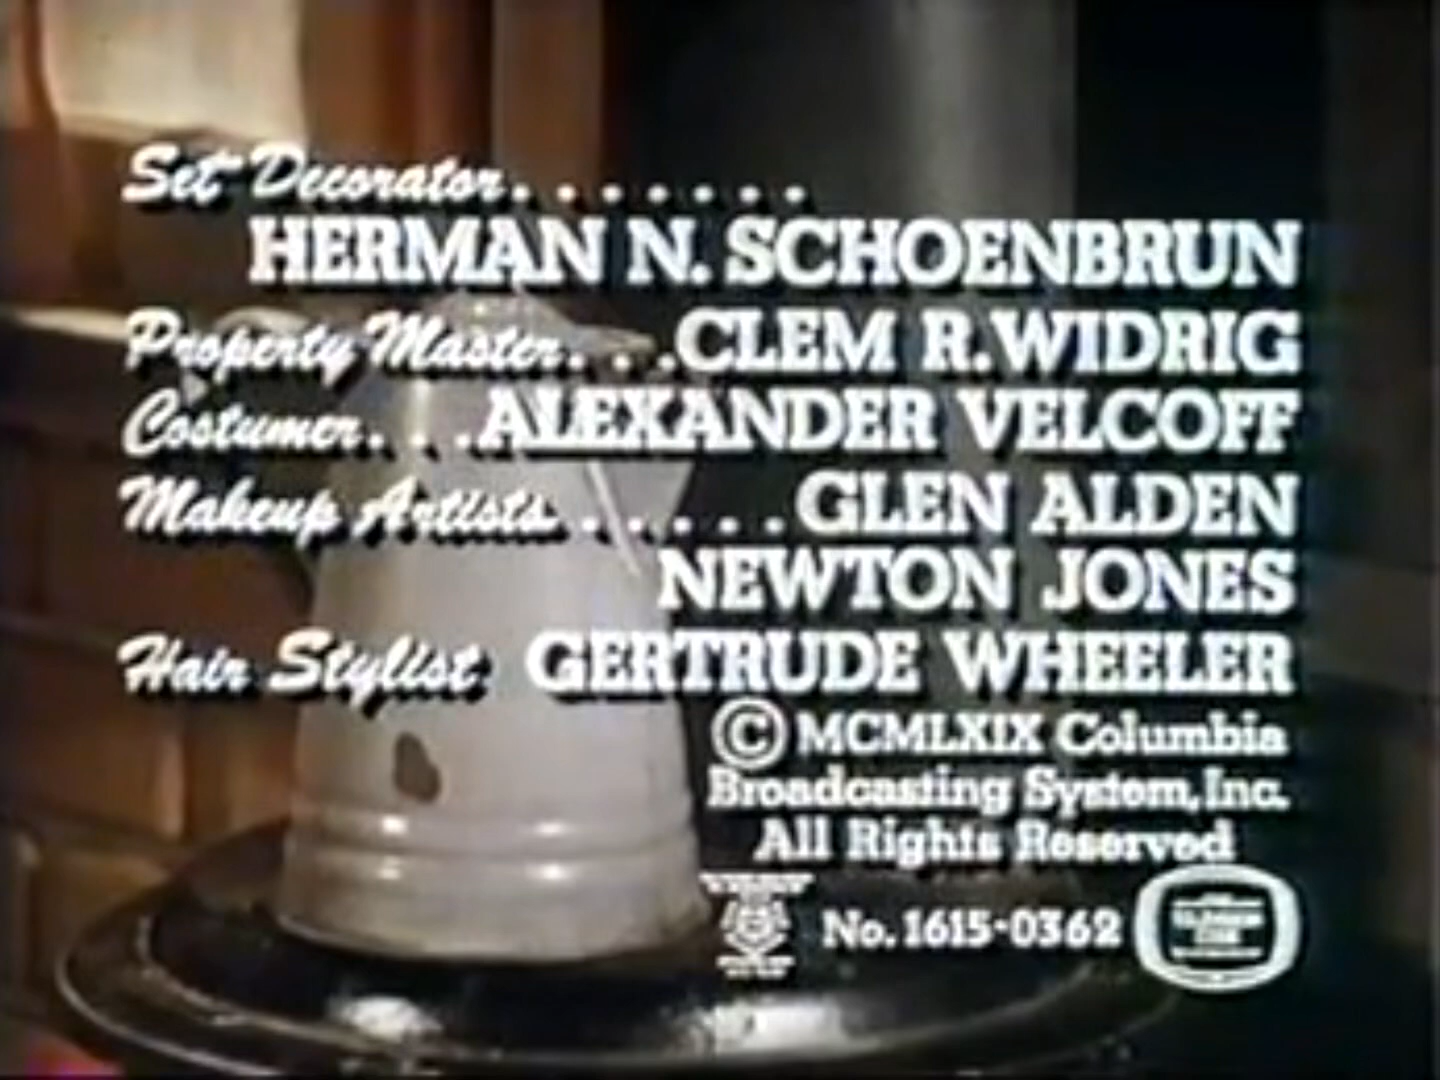 Set Decorator. . . . . . .
HERMAN N. SCHOENBRUN
Property Master. . .CLEM R. WIDRIG
Costumer. . .ALEXANDER VELCOFF
Makeup Artists. . . . . GLEN ALDEN
NEWTON JONES
Hair Stylist GERTRUDE WHEELER
© MCMLXIX Columbia
Broadcasting System, Inc.
All Rights Reserved
No. 1615-0362